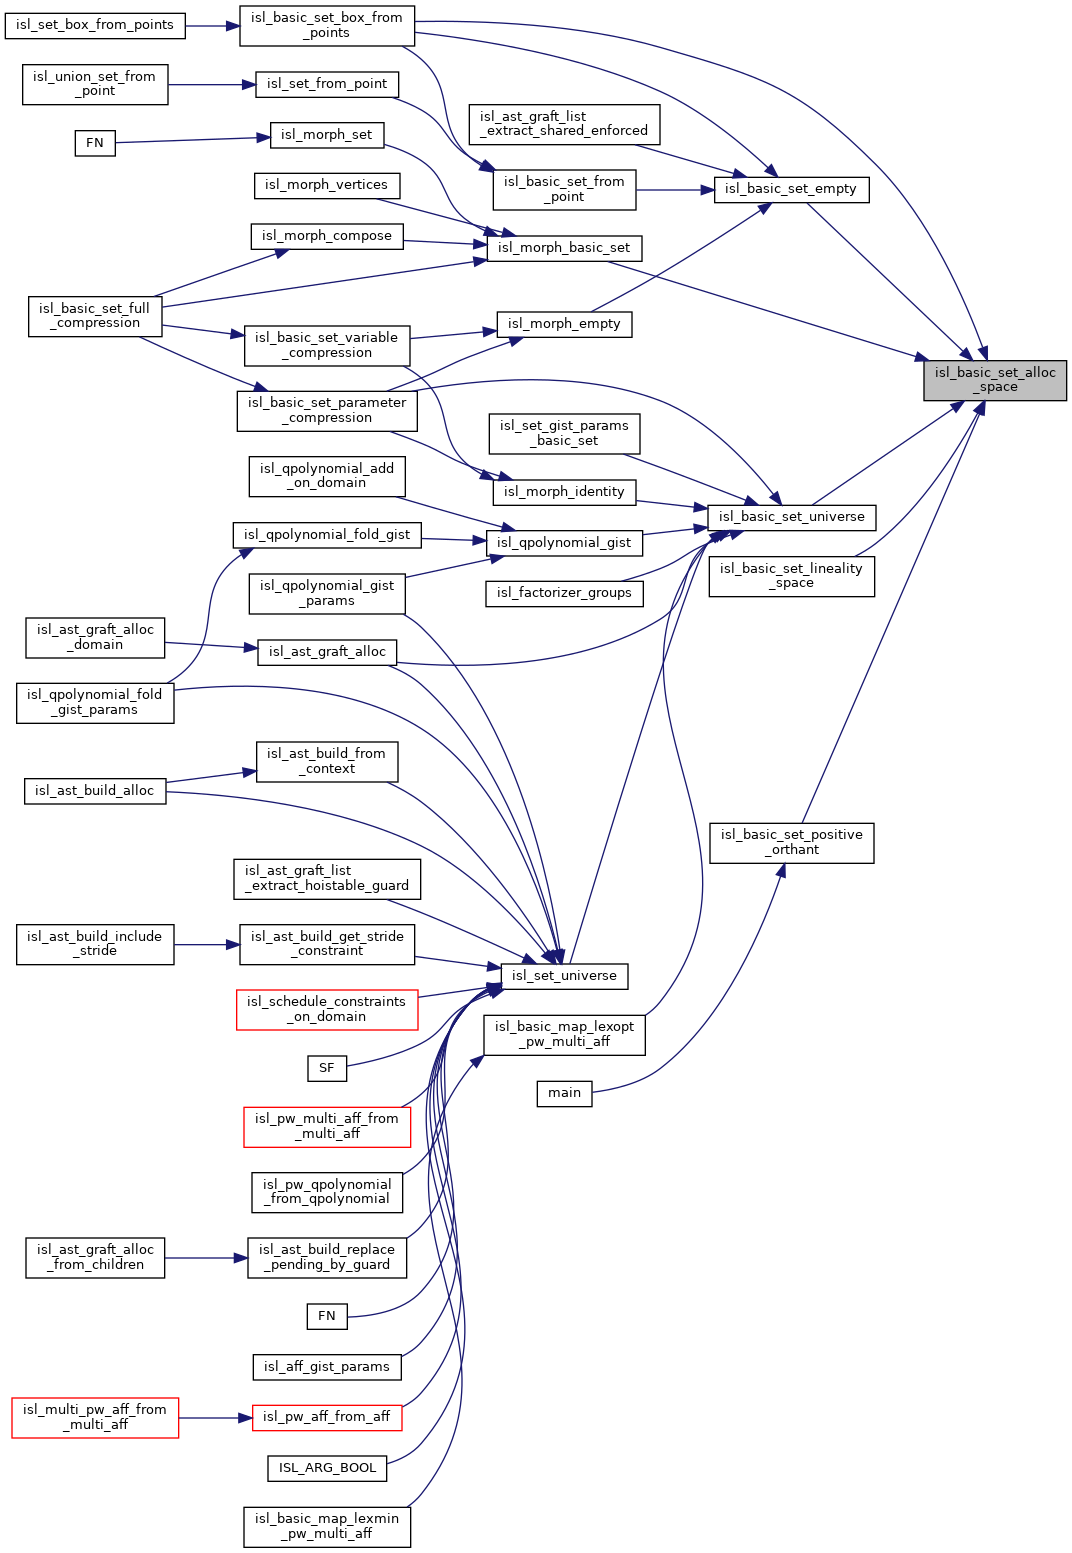 isl_set_box_from_points
isl_basic_set_box_from
_points
isl_union_set_from
_point
isl_set_from_point
isl_ast_graft_list
_extract_shared_enforced
FN
isl_morph_set
isl_basic_set_from
_point
isl_basic_set_empty
isl_morph_vertices
isl_morph_compose
isl_morph_basic_set
isl_basic_set_full
_compression
isl_basic_set_variable
_compression
isl_morph_empty
isl_basic_set_alloc
_space
isl_basic_set_parameter
_compression
isl_set_gist_params
_basic_set
isl_qpolynomial_add
_on_domain
isl_morph_identity
isl_basic_set_universe
isl_qpolynomial_fold_gist
isl_qpolynomial_gist
isl_basic_set_lineality
_space
isl_qpolynomial_gist
_params
isl_factorizer_groups
isl_ast_graft_alloc
_domain
isl_ast_graft_alloc
isl_qpolynomial_fold
_gist_params
isl_ast_build_from
_context
isl_ast_build_alloc
isl_basic_set_positive
_orthant
isl_ast_graft_list
_extract_hoistable_guard
isl_ast_build_include
_stride
isl_ast_build_get_stride
_constraint
isl_set_universe
isl_schedule_constraints
_on_domain
isl_basic_map_lexopt
_pw_multi_aff
SF
main
isl_pw_multi_aff_from
_multi_aff
isl_pw_qpolynomial
_from_qpolynomial
isl_ast_graft_alloc
_from_children
isl_ast_build_replace
_pending_by_guard
FN
isl_aff_gist_params
isl_multi_pw_aff_from
_multi_aff
isl_pw_aff_from_aff
ISL_ARG_BOOL
isl_basic_map_lexmin
_pw_multi_aff